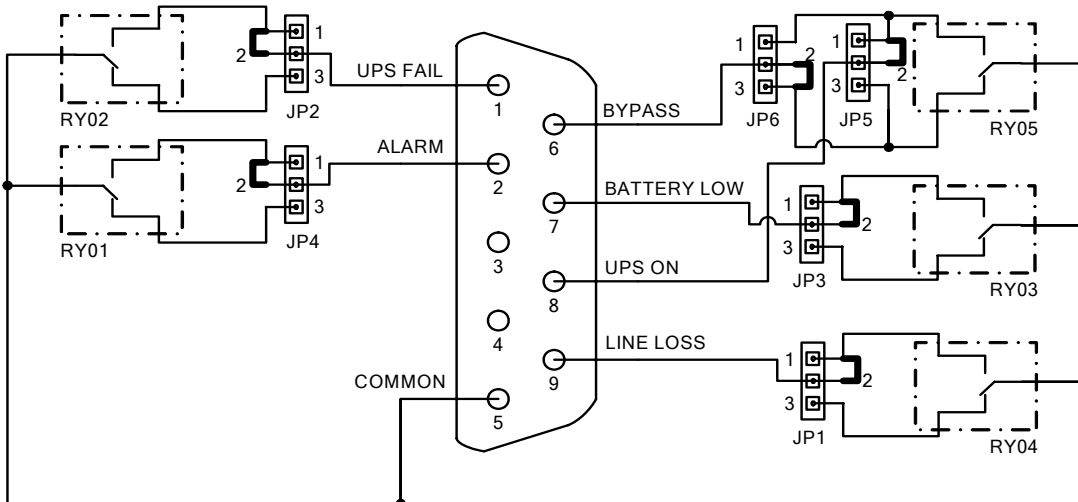 1
2
3
UPS FAIL
RY02
JP2
ALARM
1
2
3
RY01
JP4
COMMON
1
2
3
4
5
6
7
8
9
BYPASS
1
2
3
JP6
1
2
3
JP5
RY05
BATTERY LOW
1
2
3
JP3
RY03
UPS ON
LINE LOSS
1
2
3
JP1
RY04